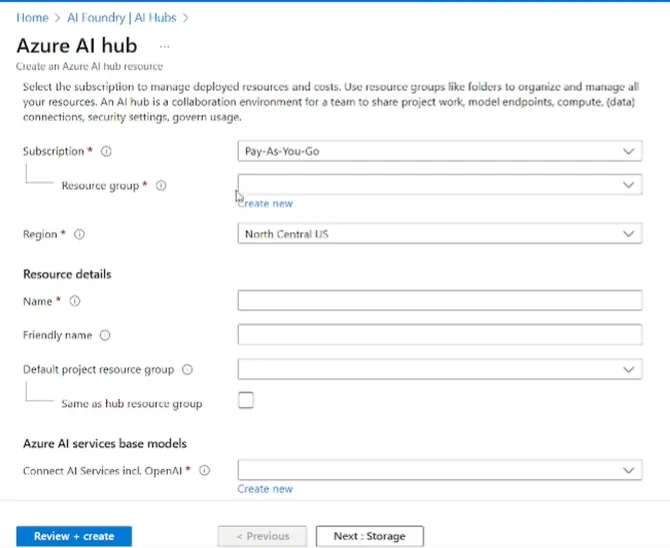 Home > AI Foundry | AI Hubs >
Azure AI hub ...
Create an Azure AI hub resource
Select the subscription to manage deployed resources and costs. Use resource groups like folders to organize and manage all
your resources. An AI hub is a collaboration environment for a team to share project work, model endpoints, compute, (data)
connections, security settings, govern usage.
Subscription *
Pay-As-You-Go
Resource group *
Create new
Region *
North Central US
Resource details
Name *
Friendly name
Default project resource group
Same as hub resource group
Azure AI services base models
Connect AI Services incl. OpenAI *
Create new
Review + create
< Previous
Next : Storage